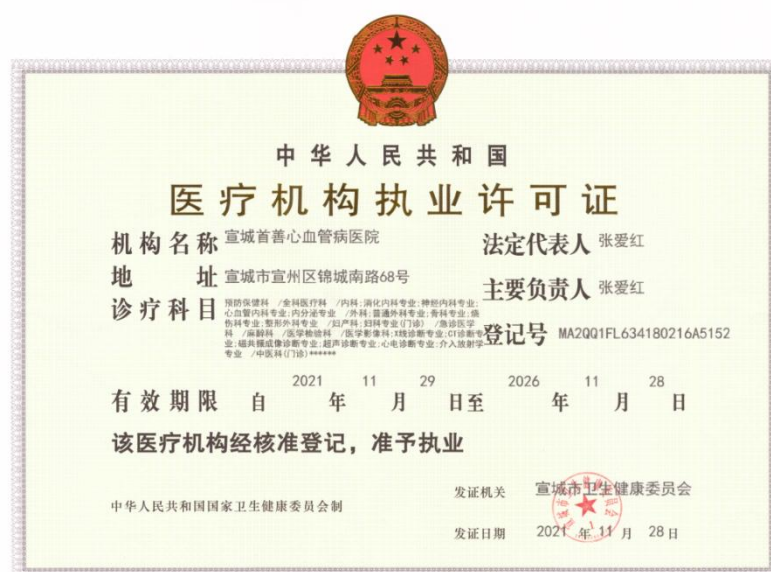 中华人民共和国
医疗机构执业许可证
机构名称 宣城首善心血管病医院
法定代表人 张爱红
地 址 宣城市宣州区锦城南路68号
主要负责人 张爱红
诊疗科目 预防保健科 /全科医疗科 /内科;消化内科专业;神经内科专业;
心血管内科专业;内分泌专业 /外科;普通外科专业;骨科专业;烧
伤科专业;整形外科专业 /妇产科;妇科专业(门诊) /急诊医学
科 /麻醉科 /医学检验科 /医学影像科;X线诊断专业;CT诊断专
业;磁共振成像诊断专业;超声诊断专业;心电诊断专业;介入放射学
专业 /中医科(门诊)******
登记号 MA2QQ1FL634180216A5152
有效期限 自 2021 年 11 月 29 日至 2026 年 11 月 28 日
该医疗机构经核准登记，准予执业
中华人民共和国国家卫生健康委员会制
发证机关 宣城市卫生健康委员会
发证日期 2021 年 11 月 28 日